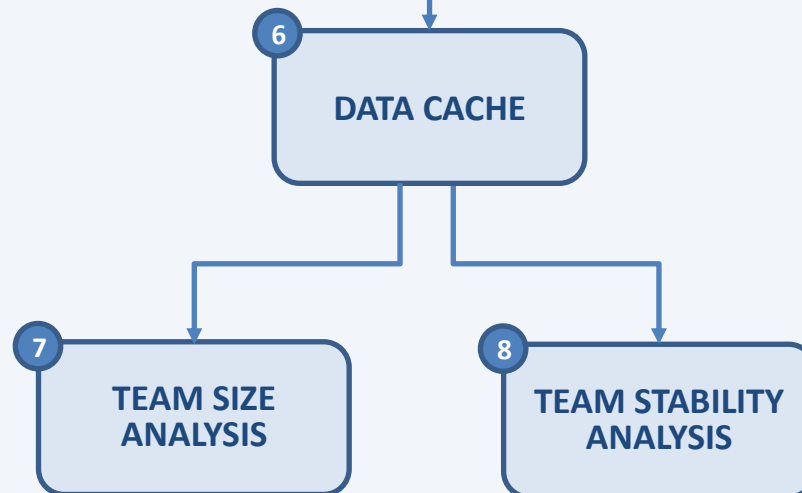 6
DATA CACHE
7
TEAM SIZE
ANALYSIS
8
TEAM STABILITY
ANALYSIS